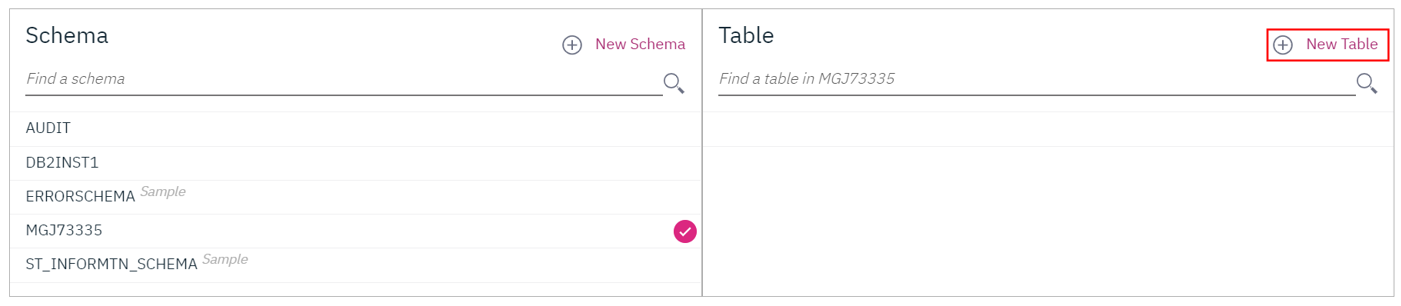 Schema
New Schema
Find a schema
AUDIT
DB2INST1
ERRORSCHEMA Sample
MGJ73335
ST_INFORMTN_SCHEMA Sample
Table
New Table
Find a table in MGJ73335